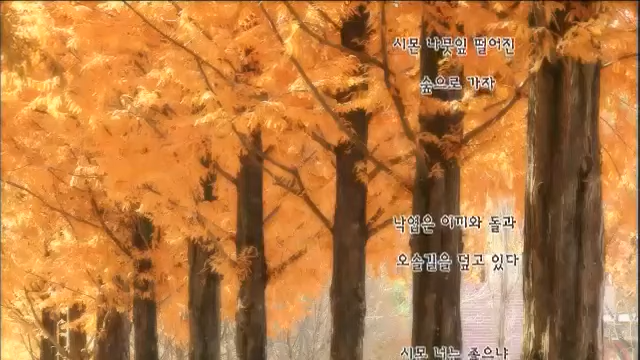 시몬 나뭇잎 떨어진
숲으로 가자
낙엽은 이끼와 돌과
오솔길을 덮고 있다
시몬 너는 좋으냐